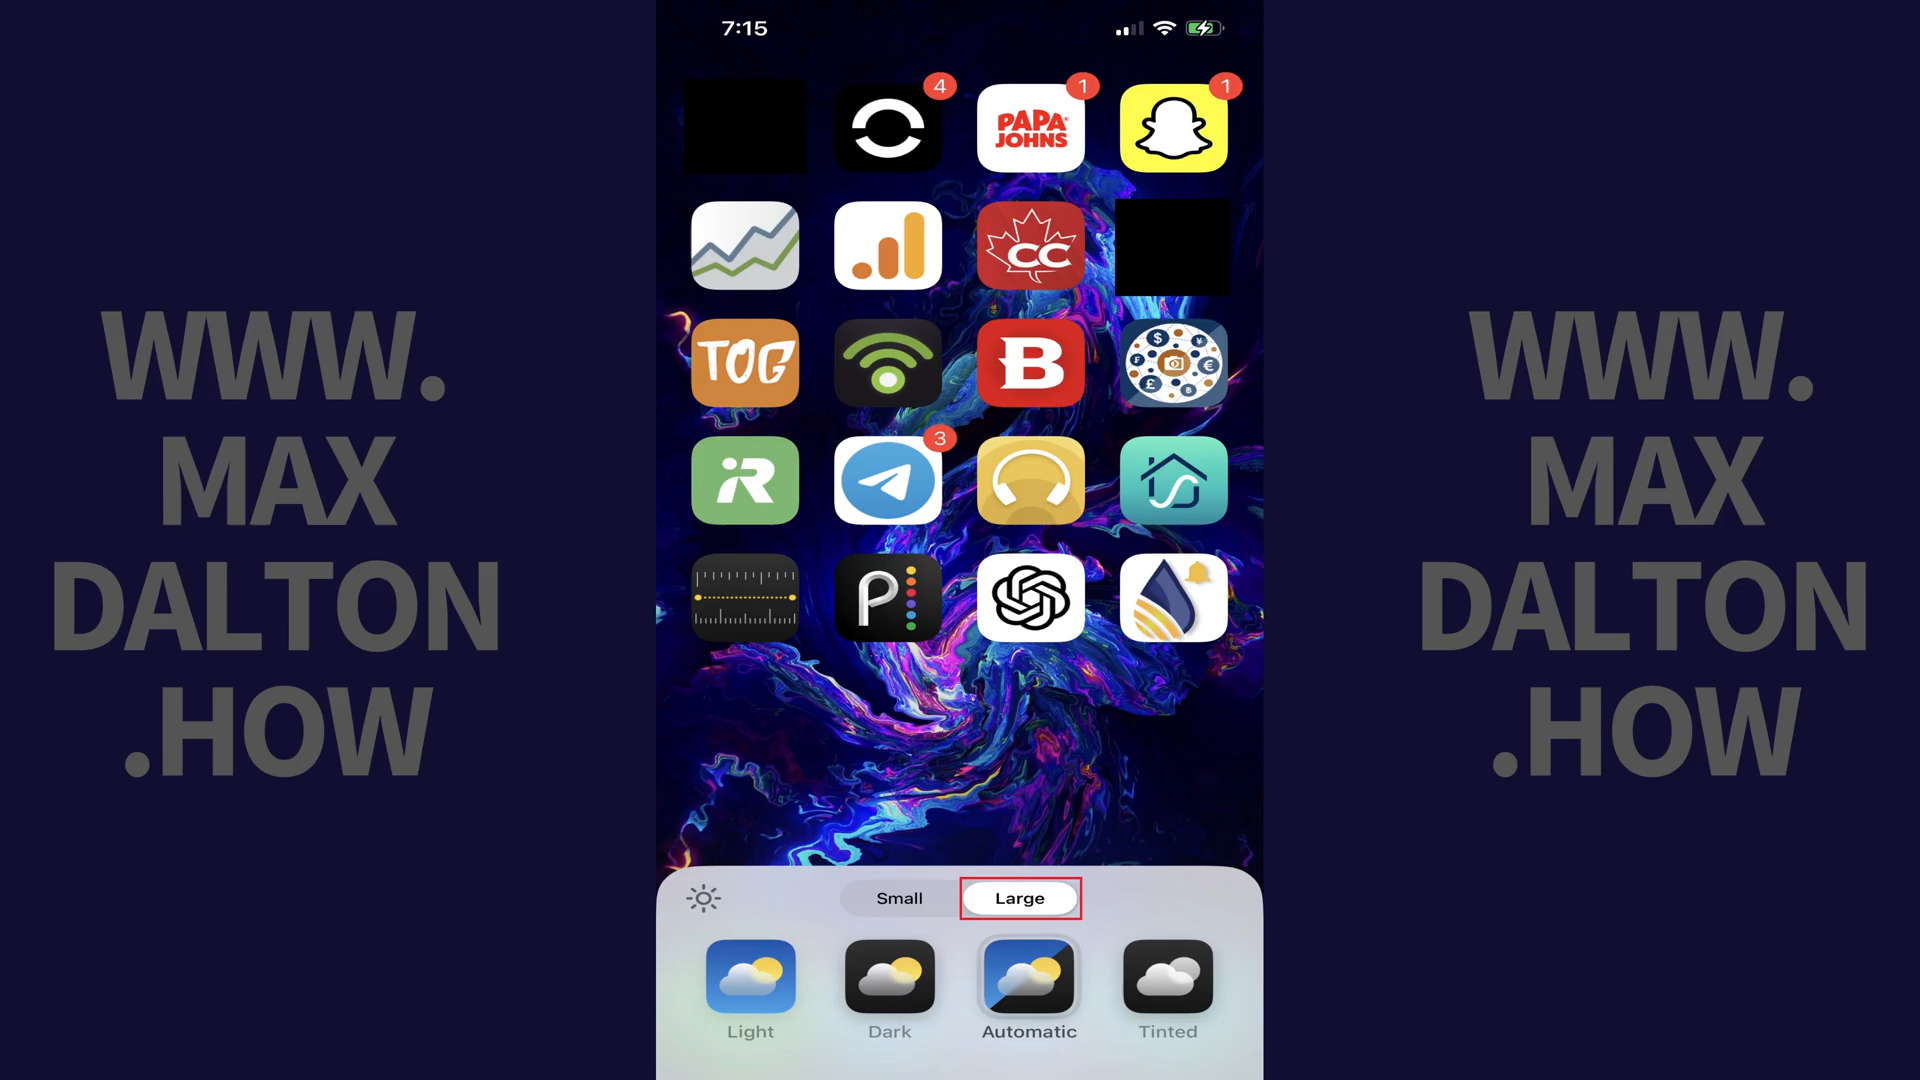 7:15
4
1
1
PAPA
JOHNS
CC
TOG
B
$
¥
₣
€
£
฿
iR
3
P
Small
Large
Light
Dark
Automatic
Tinted
WWW.
MAX
DALTON
.HOW
WWW.
MAX
DALTON
.HOW